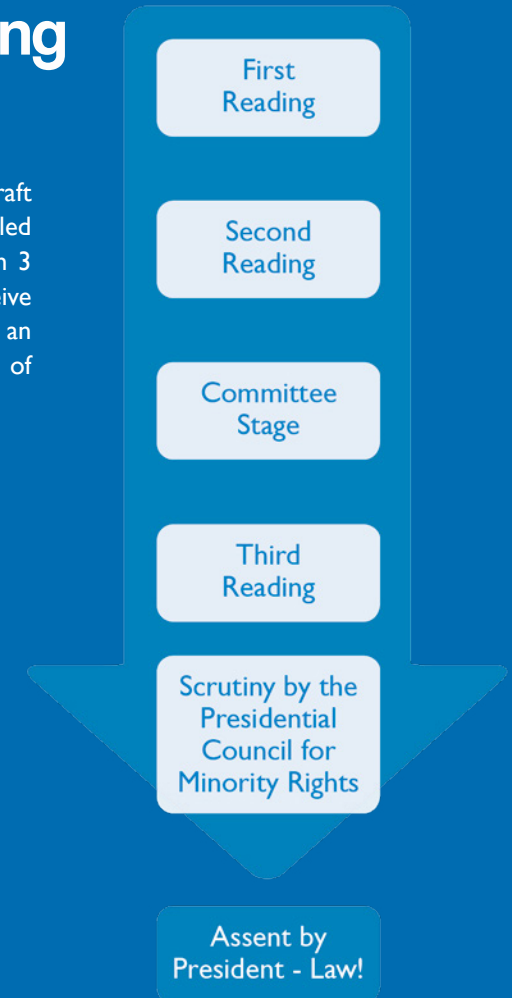 ng
raft
led
n 3
ive
an
of
First
Reading
Second
Reading
Committee
Stage
Third
Reading
Scrutiny by the
Presidential
Council for
Minority Rights
Assent by
President - Law!